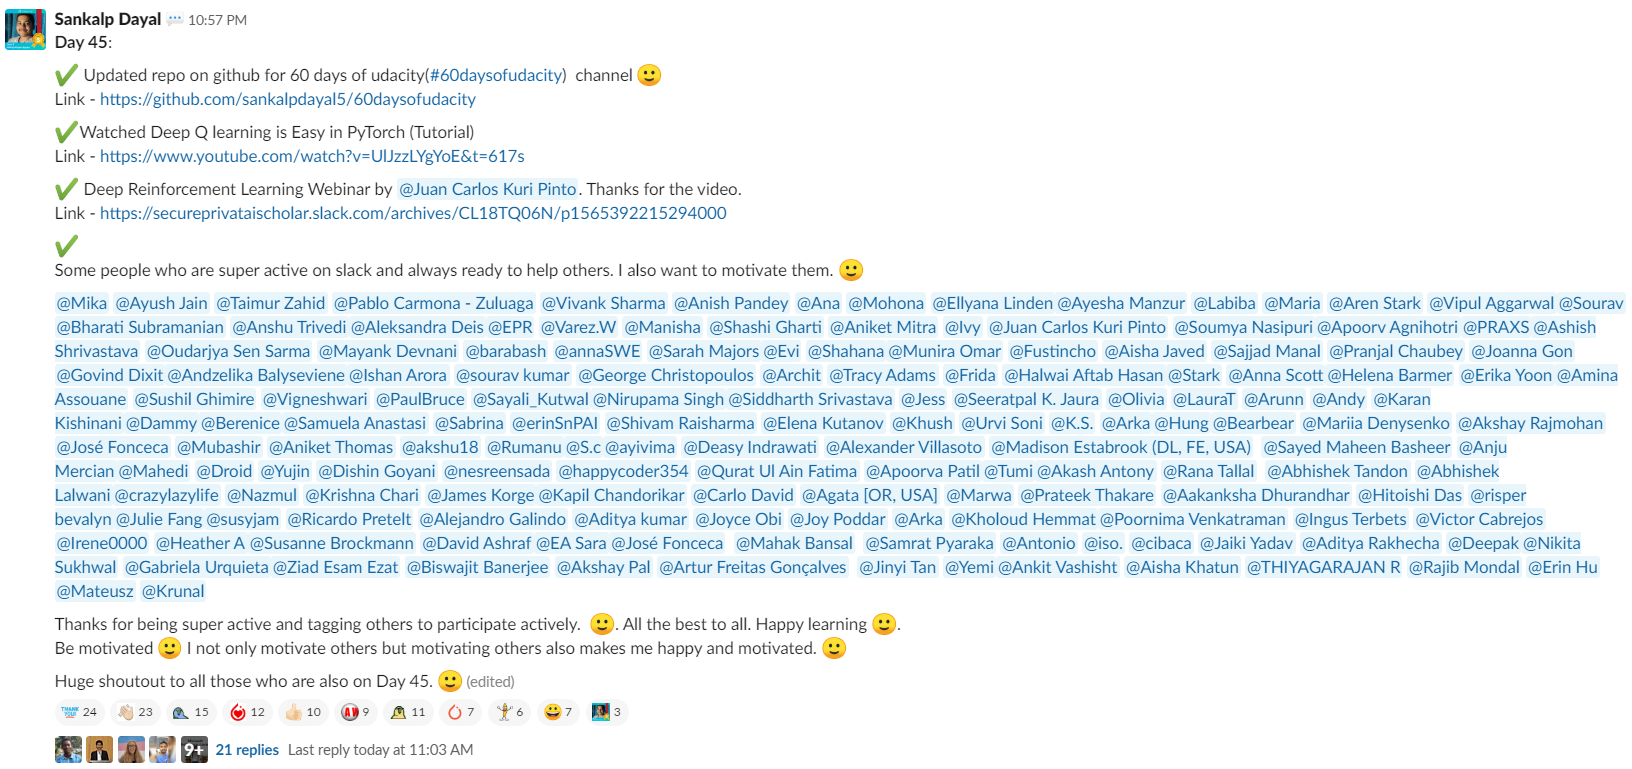 Sankalp Dayal 10:57 PM
Day 45:
Updated repo on github for 60 days of udacity(#60daysofudacity) channel
Link - https://github.com/sankalpdayal5/60daysofudacity
Watched Deep Q learning is Easy in PyTorch (Tutorial)
Link - https://www.youtube.com/watch?v=UlJzzLYgYoE&t=617s
Deep Reinforcement Learning Webinar by @Juan Carlos Kuri Pinto. Thanks for the video.
Link - https://secureprivataischolar.slack.com/archives/CL18TQ06N/p1565392215294000
Some people who are super active on slack and always ready to help others. I also want to motivate them.
@Mika @Ayush Jain @Taimur Zahid @Pablo Carmona - Zuluaga @Vivank Sharma @Anish Pandey @Ana @Mohona @Ellyana Linden @Ayesha Manzur @Labiba @Maria @Aren Stark @Vipul Aggarwal @Sourav
@Bharati Subramanian @Anshu Trivedi @Aleksandra Deis @EPR @Varez.W @Manisha @Shashi Gharti @Aniket Mitra @Ivy @Juan Carlos Kuri Pinto @Soumya Nasipuri @Apoorv Agnihotri @PRAXS @Ashish
Shrivastava @Oudarjya Sen Sarma @Mayank Devnani @barabash @annaSWE @Sarah Majors @Evi @Shahana @Munira Omar @Fustincho @Aisha Javed @Sajjad Manal @Pranjal Chaubey @Joanna Gon
@Govind Dixit @Andzelika Balyseviene @Ishan Arora @sourav kumar @George Christopoulos @Archit @Tracy Adams @Frida @Halwai Aftab Hasan @Stark @Anna Scott @Helena Barmer @Erika Yoon @Amina
Assouane @Sushil Ghimire @Vigneshwari @PaulBruce @Sayali_Kutwal @Nirupama Singh @Siddharth Srivastava @Jess @Seeratpal K. Jaura @Olivia @LauraT @Arunn @Andy @Karan
Kishinani @Dammy @Berenice @Samuela Anastasi @Sabrina @erinSnPAI @Shivam Raisharma @Elena Kutanov @Khush @Urvi Soni @K.S. @Arka @Hung @Bearbear @Mariia Denysenko @Akshay Rajmohan
@José Fonceca @Mubashir @Aniket Thomas @akshu18 @Rumanu @S.c @ayivima @Deasy Indrawati @Alexander Villasoto @Madison Estabrook (DL, FE, USA) @Sayed Maheen Basheer @Anju
Mercian @Mahedi @Droid @Yujin @Dishin Goyani @nesreensada @happycoder354 @Qurat Ul Ain Fatima @Apoorva Patil @Tumi @Akash Antony @Rana Tallal @Abhishek Tandon @Abhishek
Lalwani @crazylazylife @Nazmul @Krishna Chari @James Korge @Kapil Chandorikar @Carlo David @Agata [OR, USA] @Marwa @Prateek Thakare @Aakanksha Dhurandhar @Hitoishi Das @risper
bevalyn @Julie Fang @susyjam @Ricardo Pretelt @Alejandro Galindo @Aditya kumar @Joyce Obi @Joy Poddar @Arka @Kholoud Hemmat @Poornima Venkatraman @Ingus Terbets @Victor Cabrejos
@Irene0000 @Heather A @Susanne Brockmann @David Ashraf @EA Sara @José Fonceca @Mahak Bansal @Samrat Pyaraka @Antonio @iso. @cibaca @Jaiki Yadav @Aditya Rakhecha @Deepak @Nikita
Sukhwal @Gabriela Urquieta @Ziad Esam Ezat @Biswajit Banerjee @Akshay Pal @Artur Freitas Gonçalves @Jinyi Tan @Yemi @Ankit Vashisht @Aisha Khatun @THIYAGARAJAN R @Rajib Mondal @Erin Hu
@Mateusz @Krunal
Thanks for being super active and tagging others to participate actively. . All the best to all. Happy learning .
Be motivated I not only motivate others but motivating others also makes me happy and motivated.
Huge shoutout to all those who are also on Day 45. (edited)
THANK YOU! 24 23 15 12 10 9 11 7 6 7 3
9+ 21 replies Last reply today at 11:03 AM